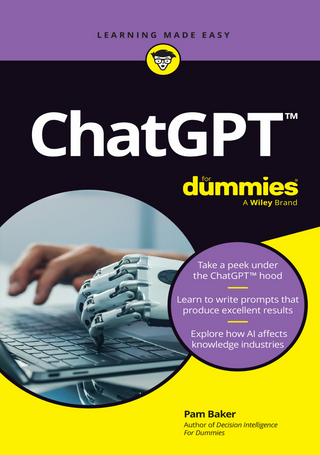 LEARNING MADE EASY
ChatGPT™
for
dummies®
A Wiley Brand
Take a peek under
the ChatGPT™ hood
Learn to write prompts that
produce excellent results
Explore how AI affects
knowledge industries
Pam Baker
Author of Decision Intelligence
For Dummies